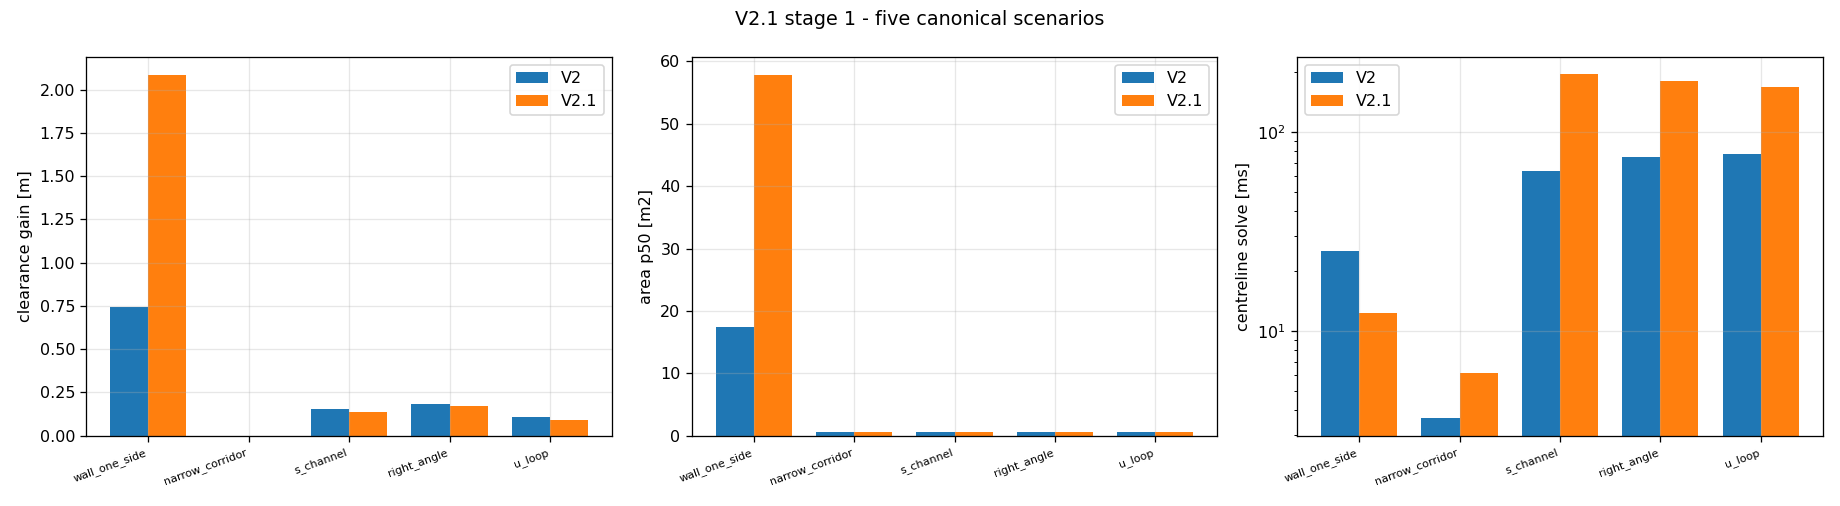 V2.1 stage 1 - five canonical scenarios
clearance gain [m]
2.00
1.75
1.50
1.25
1.00
0.75
0.50
0.25
0.00
V2
V2.1
wall_one_side
narrow_corridor
s_channel
right_angle
u_loop
area p50 [m2]
60
50
40
30
20
10
0
V2
V2.1
wall_one_side
narrow_corridor
s_channel
right_angle
u_loop
centreline solve [ms]
10²
10¹
V2
V2.1
wall_one_side
narrow_corridor
s_channel
right_angle
u_loop